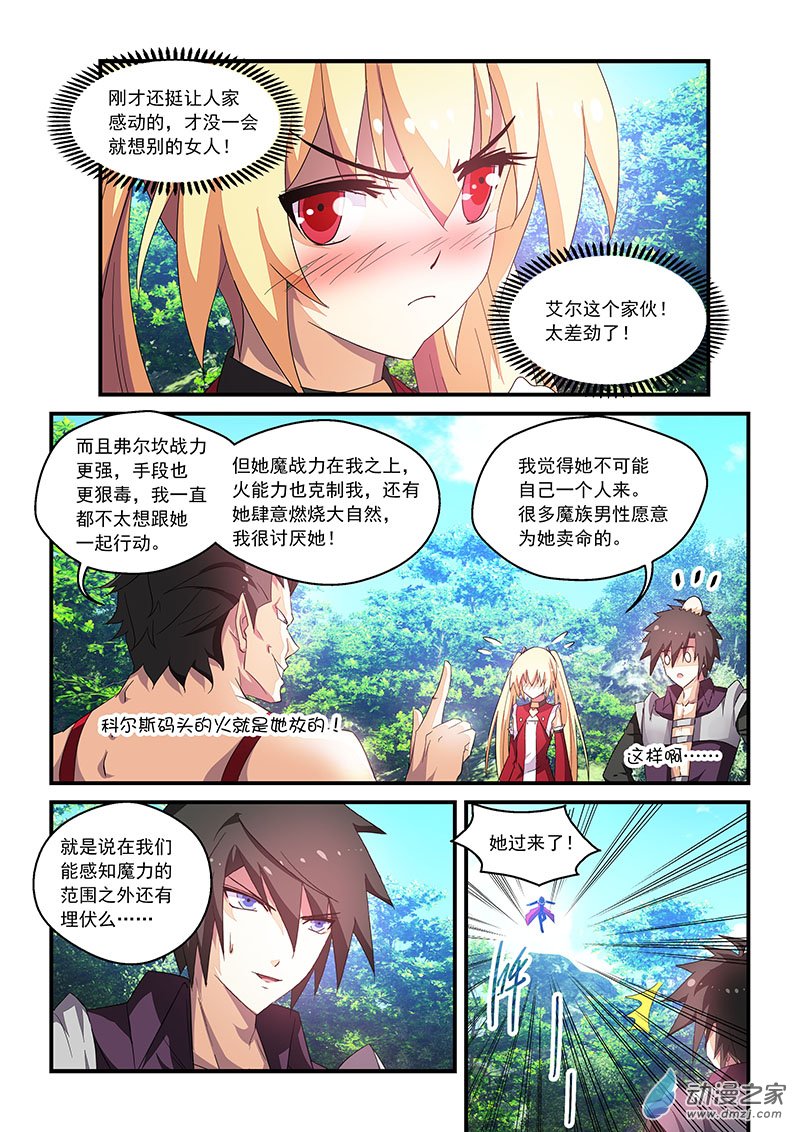 刚才还挺让人家
感动的，才没一会
就想别的女人！
艾尔这个家伙！
太差劲了！
而且弗尔坎战力
更强，手段也
更狠毒，我一直
都不太想跟她
一起行动。
但她魔战力在我之上，
火能力也克制我，还有
她肆意燃烧大自然，
我很讨厌她！
我觉得她不可能
自己一个人来。
很多魔族男性愿意
为她卖命的。
科尔斯码头的火就是她放的！
这样啊……
就是说在我们
能感知魔力的
范围之外还有
埋伏么……
她过来了！
动漫之家
www.dmzj.com